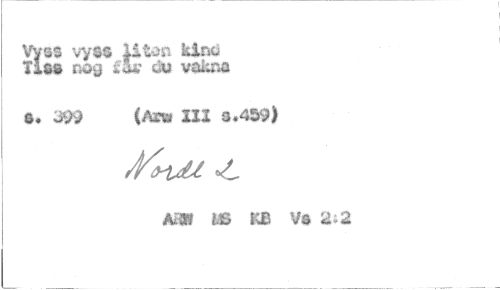 Vyss vyss liten kind
Tiss nog får du vakna
s. 399 (Arw III s.459)
Nordl 2
ARW MS KB Vs 2:2